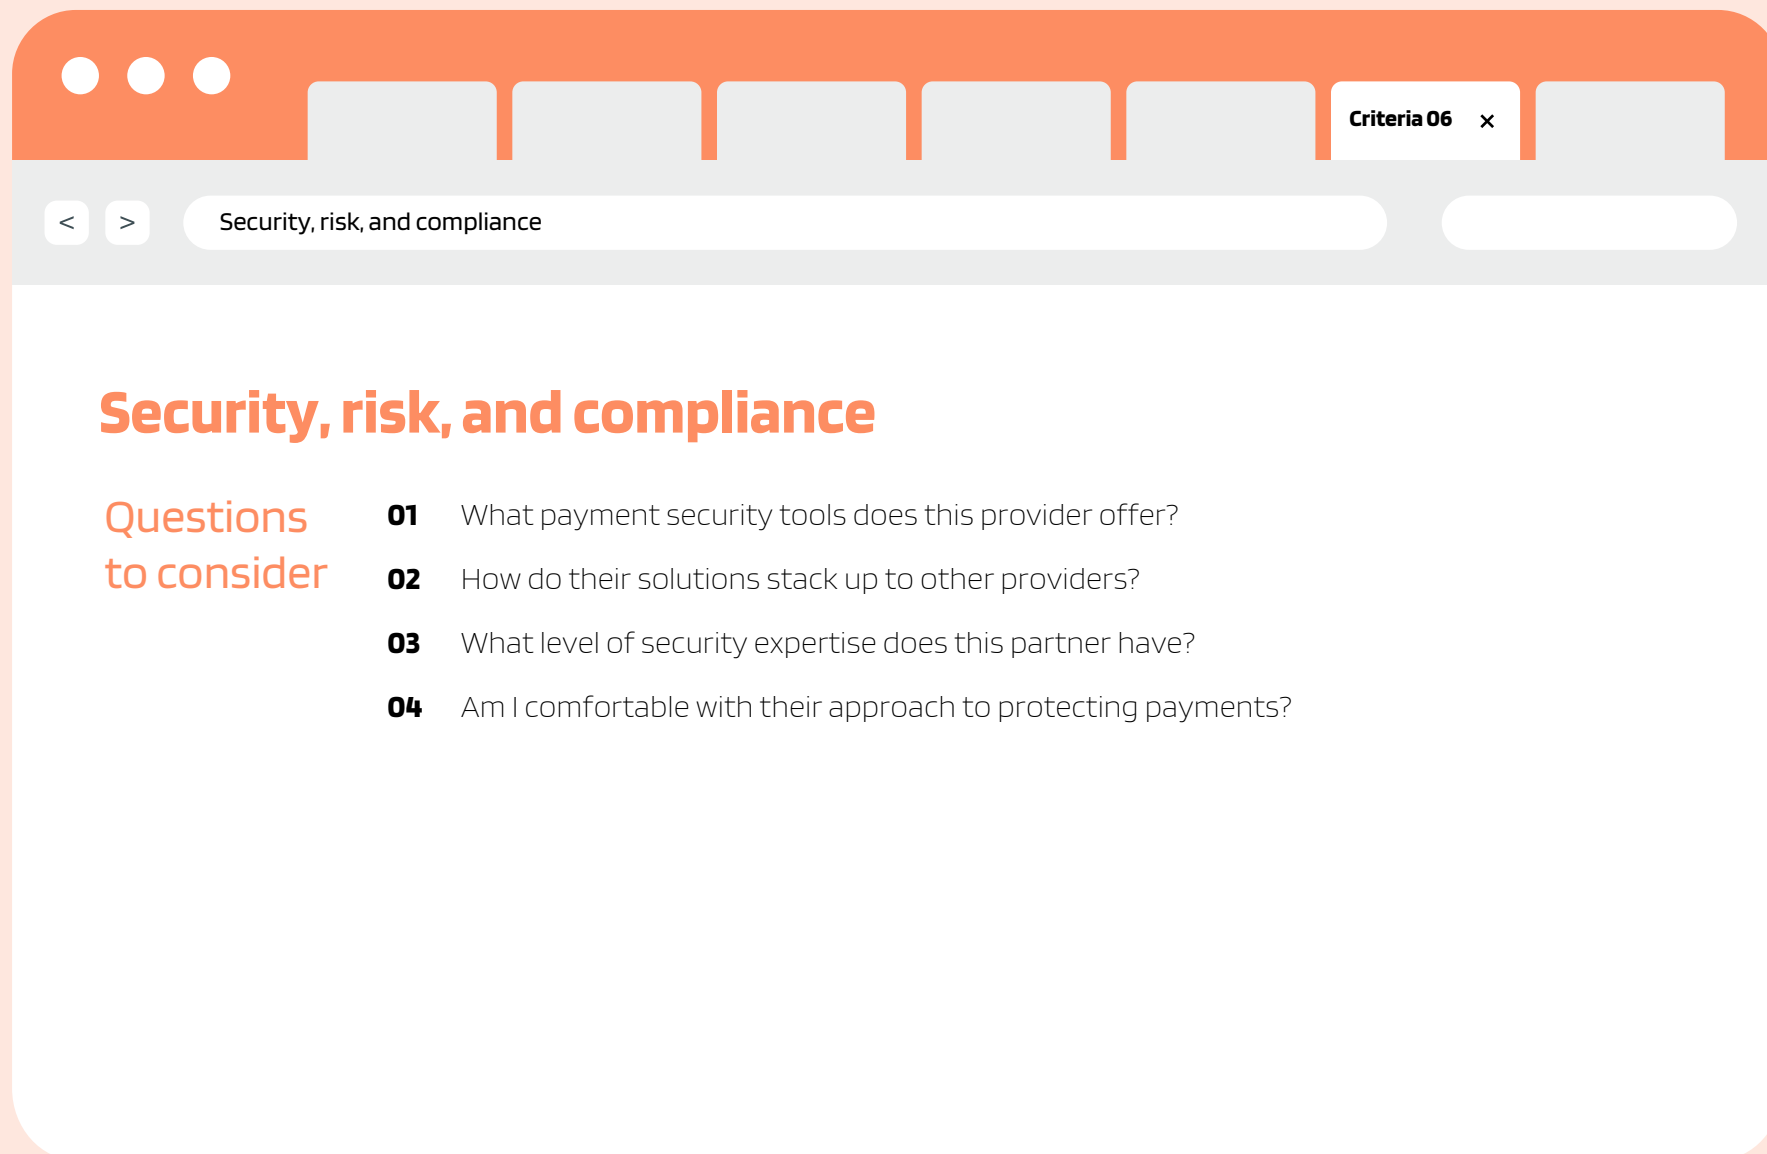 Criteria 06 ×
< > Security, risk, and compliance
Security, risk, and compliance
Questions
to consider
01 What payment security tools does this provider offer?
02 How do their solutions stack up to other providers?
03 What level of security expertise does this partner have?
04 Am I comfortable with their approach to protecting payments?